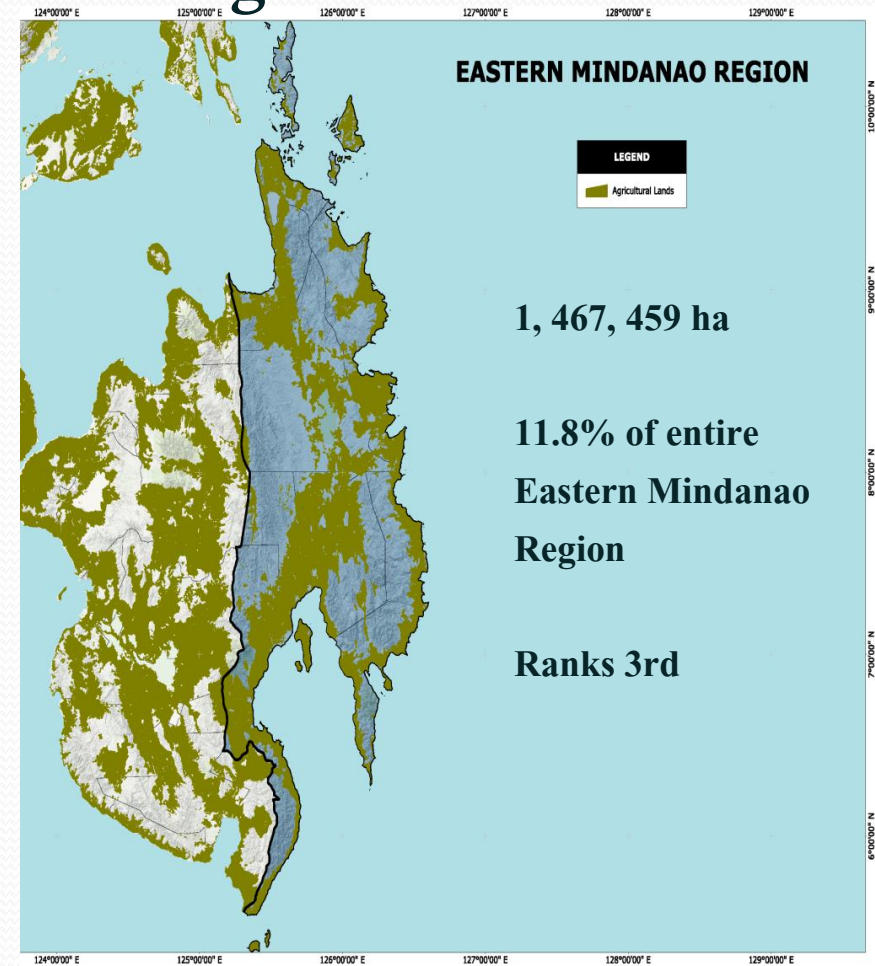 g
124°00'00" E 125°00'00" E 126°00'00" E 127°00'00" E 128°00'00" E 129°00'00" E
EASTERN MINDANAO REGION
LEGEND
Agricultural Lands
1, 467, 459 ha
11.8% of entire
Eastern Mindanao
Region
Ranks 3rd
10°00'00" N
9°00'00" N
8°00'00" N
7°00'00" N
6°00'00" N
124°00'00" E 125°00'00" E 126°00'00" E 127°00'00" E 128°00'00" E 129°00'00" E